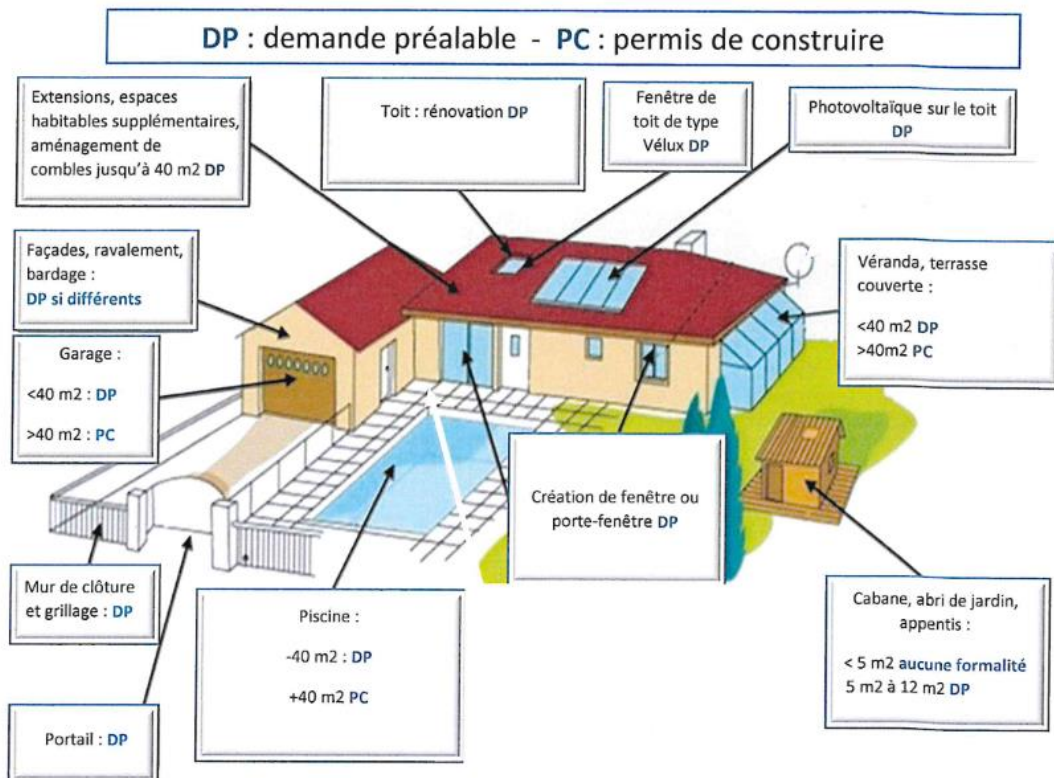 DP : demande préalable - PC : permis de construire
Extensions, espaces
habitables supplémentaires,
aménagement de
combles jusqu'à 40 m2 DP
Toit : rénovation DP
Fenêtre de
toit de type
Vélux DP
Photovoltaïque sur le toit
DP
Façades, ravalement,
bardage :
DP si différents
Véranda, terrasse
couverte :
<40 m2 DP
>40m2 PC
Garage :
<40 m2 : DP
>40 m2 : PC
Création de fenêtre ou
porte-fenêtre DP
Mur de clôture
et grillage : DP
Piscine :
-40 m2 : DP
+40 m2 PC
Cabane, abri de jardin,
appentis :
< 5 m2 aucune formalité
5 m2 à 12 m2 DP
Portail : DP